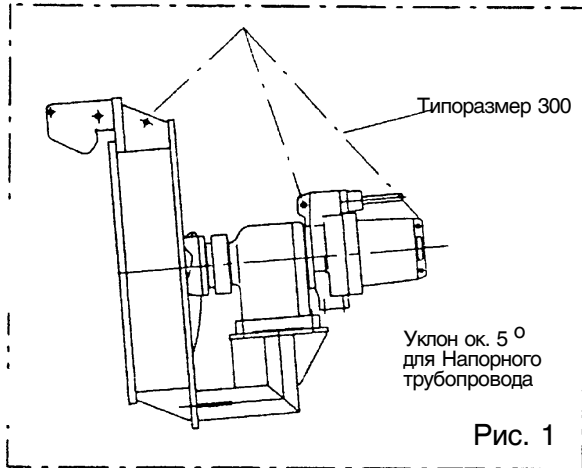 Типоразмер 300
Уклон ок. 5 °
для Напорного
трубопровода
Рис. 1